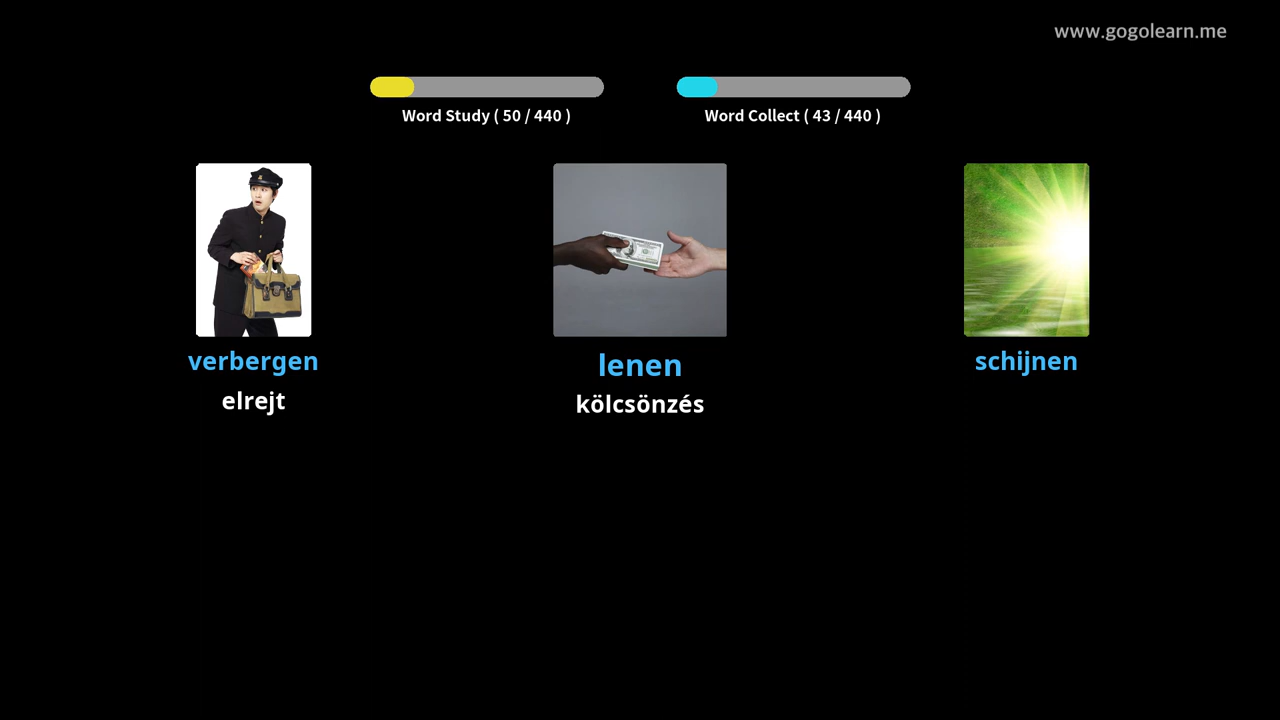 www.gogolearn.me
Word Study ( 50 / 440 )
Word Collect ( 43 / 440 )
verbergen
elrejt
lenen
kölcsönzés
schijnen